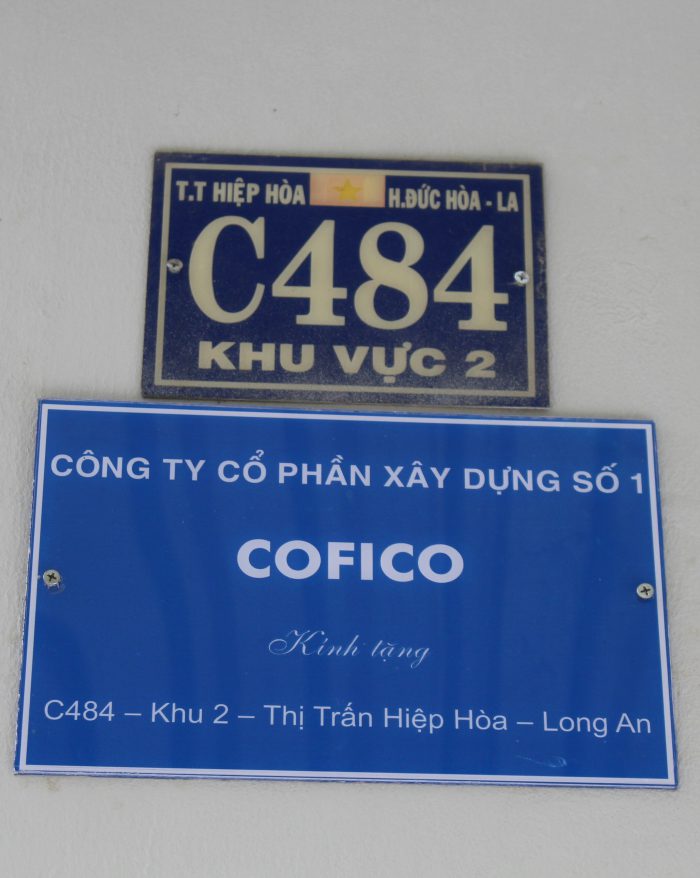 T.T HIỆP HÒA H.ĐỨC HÒA - LA
C484
KHU VỰC 2
CÔNG TY CỔ PHẦN XÂY DỰNG SỐ 1
COFICO
Kính tặng
C484 – Khu 2 – Thị Trấn Hiệp Hòa – Long An